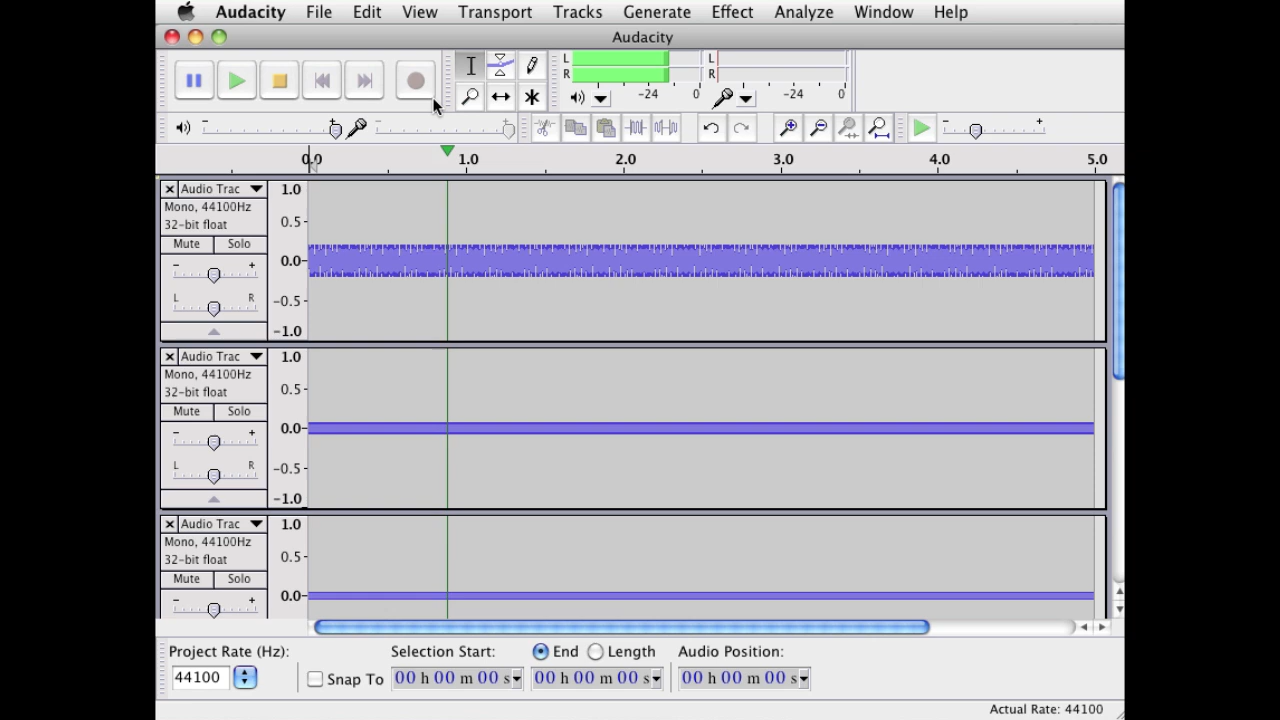 Audacity File Edit View Transport Tracks Generate Effect Analyze Window Help
Audacity
L L
R R
-24 0 -24 0
- + - + - +
0.0 1.0 2.0 3.0 4.0 5.0
Audio Trac 1.0
Mono, 44100Hz
32-bit float 0.5
Mute Solo
- + 0.0
L R -0.5
-1.0
Audio Trac 1.0
Mono, 44100Hz
32-bit float 0.5
Mute Solo
- + 0.0
L R -0.5
-1.0
Audio Trac 1.0
Mono, 44100Hz
32-bit float 0.5
Mute Solo
- + 0.0
Project Rate (Hz): Selection Start: End Length Audio Position:
44100 Snap To 00 h 00 m 00 s 00 h 00 m 00 s 00 h 00 m 00 s
Actual Rate: 44100